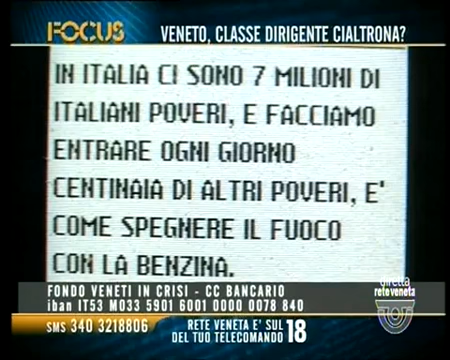 FOCUS
VENETO, CLASSE DIRIGENTE CIALTRONA?
IN ITALIA CI SONO 7 MILIONI DI
ITALIANI POVERI, E FACCIAMO
ENTRARE OGNI GIORNO
CENTINAIA DI ALTRI POVERI, E'
COME SPEGNERE IL FUOCO
CON LA BENZINA.
diretta
reteveneta
FONDO VENETI IN CRISI - CC BANCARIO
iban IT53 M033 5901 6001 0000 0078 840
SMS 340 3218806
RETE VENETA E' SUL
DEL TUO TELECOMANDO
18